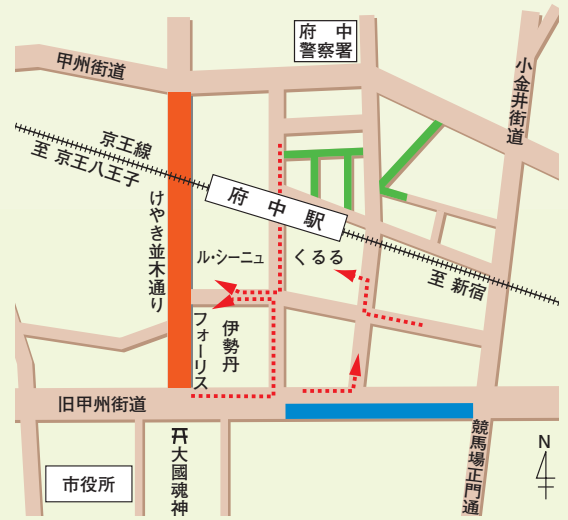 府中
警察署
甲州街道
小金井街道
京王線
至 京王八王子
府中駅
けやき並木通り
ル・シーニュ
くるる
至 新宿
フォーリス
伊勢丹
旧甲州街道
大國魂神
競馬場正門通
市役所
N